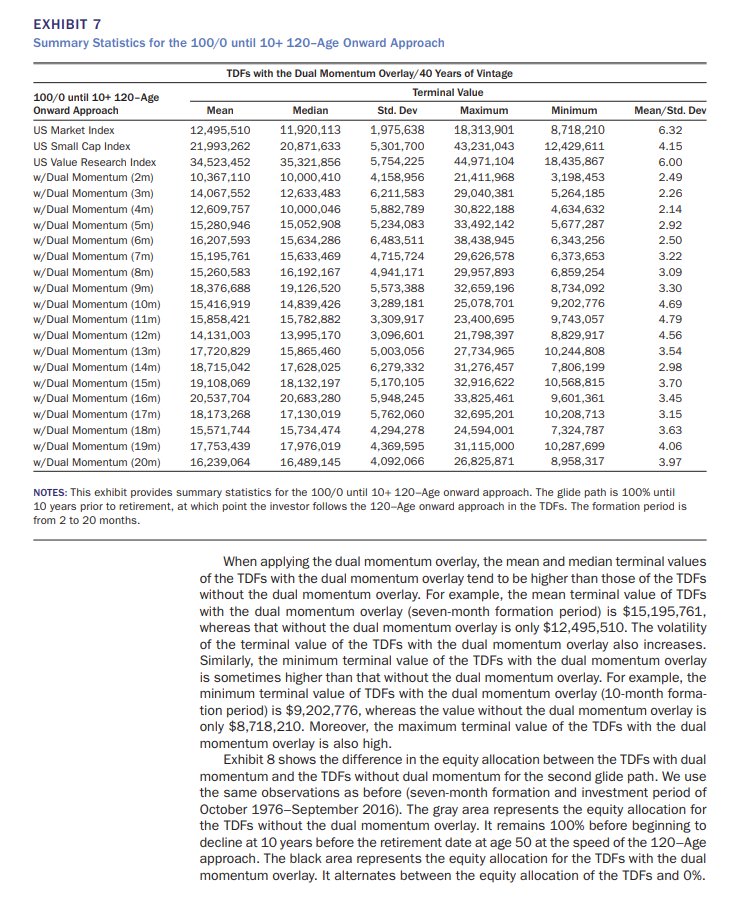 EXHIBIT 7
Summary Statistics for the 100/0 until 10+ 120–Age Onward Approach
TDFs with the Dual Momentum Overlay/40 Years of Vintage
100/0 until 10+ 120–Age Terminal Value
Onward Approach Mean Median Std. Dev Maximum Minimum Mean/Std. Dev
US Market Index 12,495,510 11,920,113 1,975,638 18,313,901 8,718,210 6.32
US Small Cap Index 21,993,262 20,871,633 5,301,700 43,231,043 12,429,611 4.15
US Value Research Index 34,523,452 35,321,856 5,754,225 44,971,104 18,435,867 6.00
w/Dual Momentum (2m) 10,367,110 10,000,410 4,158,956 21,411,968 3,198,453 2.49
w/Dual Momentum (3m) 14,067,552 12,633,483 6,211,583 29,040,381 5,264,185 2.26
w/Dual Momentum (4m) 12,609,757 10,000,046 5,882,789 30,822,188 4,634,632 2.14
w/Dual Momentum (5m) 15,280,946 15,052,908 5,234,083 33,492,142 5,677,287 2.92
w/Dual Momentum (6m) 16,207,593 15,634,286 6,483,511 38,438,945 6,343,256 2.50
w/Dual Momentum (7m) 15,195,761 15,633,469 4,715,724 29,626,578 6,373,653 3.22
w/Dual Momentum (8m) 15,260,583 16,192,167 4,941,171 29,957,893 6,859,254 3.09
w/Dual Momentum (9m) 18,376,688 19,126,520 5,573,388 32,659,196 8,734,092 3.30
w/Dual Momentum (10m) 15,416,919 14,839,426 3,289,181 25,078,701 9,202,776 4.69
w/Dual Momentum (11m) 15,858,421 15,782,882 3,309,917 23,400,695 9,743,057 4.79
w/Dual Momentum (12m) 14,131,003 13,995,170 3,096,601 21,798,397 8,829,917 4.56
w/Dual Momentum (13m) 17,720,829 15,865,460 5,003,056 27,734,965 10,244,808 3.54
w/Dual Momentum (14m) 18,715,042 17,628,025 6,279,332 31,276,457 7,806,199 2.98
w/Dual Momentum (15m) 19,108,069 18,132,197 5,170,105 32,916,622 10,568,815 3.70
w/Dual Momentum (16m) 20,537,704 20,683,280 5,948,245 33,825,461 9,601,361 3.45
w/Dual Momentum (17m) 18,173,268 17,130,019 5,762,060 32,695,201 10,208,713 3.15
w/Dual Momentum (18m) 15,571,744 15,734,474 4,294,278 24,594,001 7,324,787 3.63
w/Dual Momentum (19m) 17,753,439 17,976,019 4,369,595 31,115,000 10,287,699 4.06
w/Dual Momentum (20m) 16,239,064 16,489,145 4,092,066 26,825,871 8,958,317 3.97
NOTES: This exhibit provides summary statistics for the 100/0 until 10+ 120–Age onward approach. The glide path is 100% until
10 years prior to retirement, at which point the investor follows the 120–Age onward approach in the TDFs. The formation period is
from 2 to 20 months.
When applying the dual momentum overlay, the mean and median terminal values
of the TDFs with the dual momentum overlay tend to be higher than those of the TDFs
without the dual momentum overlay. For example, the mean terminal value of TDFs
with the dual momentum overlay (seven-month formation period) is $15,195,761,
whereas that without the dual momentum overlay is only $12,495,510. The volatility
of the terminal value of the TDFs with the dual momentum overlay also increases.
Similarly, the minimum terminal value of the TDFs with the dual momentum overlay
is sometimes higher than that without the dual momentum overlay. For example, the
minimum terminal value of TDFs with the dual momentum overlay (10-month forma-
tion period) is $9,202,776, whereas the value without the dual momentum overlay is
only $8,718,210. Moreover, the maximum terminal value of the TDFs with the dual
momentum overlay is also high.
Exhibit 8 shows the difference in the equity allocation between the TDFs with dual
momentum and the TDFs without dual momentum for the second glide path. We use
the same observations as before (seven-month formation and investment period of
October 1976–September 2016). The gray area represents the equity allocation for
the TDFs without the dual momentum overlay. It remains 100% before beginning to
decline at 10 years before the retirement date at age 50 at the speed of the 120–Age
approach. The black area represents the equity allocation for the TDFs with the dual
momentum overlay. It alternates between the equity allocation of the TDFs and 0%.